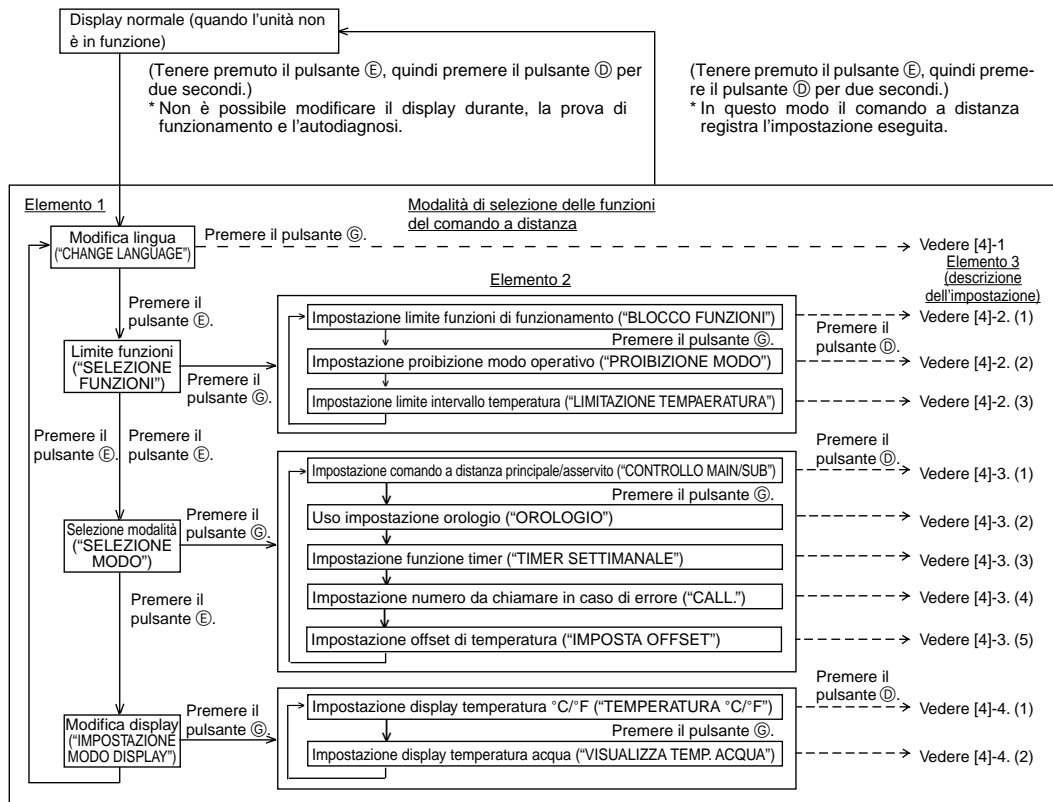 Display normale (quando l'unità non
è in funzione)
(Tenere premuto il pulsante Ⓔ, quindi premere il pulsante Ⓓ per
due secondi.)
* Non è possibile modificare il display durante, la prova di
funzionamento e l'autodiagnosi.
(Tenere premuto il pulsante Ⓔ, quindi preme-
re il pulsante Ⓓ per due secondi.)
* In questo modo il comando a distanza
registra l'impostazione eseguita.
Elemento 1
Modalità di selezione delle funzioni
del comando a distanza
Modifica lingua
("CHANGE LANGUAGE")
Premere il pulsante Ⓖ.
Vedere [4]-1
Elemento 3
(descrizione
dell'impostazione)
Elemento 2
Premere il
pulsante Ⓔ.
Limite funzioni
("SELEZIONE
FUNZIONI")
Premere il
pulsante Ⓖ.
Impostazione limite funzioni di funzionamento ("BLOCCO FUNZIONI")
Premere il pulsante Ⓖ.
Premere il
pulsante Ⓓ.
Vedere [4]-2. (1)
Impostazione proibizione modo operativo ("PROIBIZIONE MODO")
Vedere [4]-2. (2)
Impostazione limite intervallo temperatura ("LIMITAZIONE TEMPAERATURA")
Vedere [4]-2. (3)
Premere il
pulsante Ⓔ.
Premere il
pulsante Ⓔ.
Selezione modalità
("SELEZIONE
MODO")
Premere il
pulsante Ⓖ.
Impostazione comando a distanza principale/asservito ("CONTROLLO MAIN/SUB")
Premere il pulsante Ⓖ.
Premere il
pulsante Ⓓ.
Vedere [4]-3. (1)
Uso impostazione orologio ("OROLOGIO")
Vedere [4]-3. (2)
Impostazione funzione timer ("TIMER SETTIMANALE")
Vedere [4]-3. (3)
Impostazione numero da chiamare in caso di errore ("CALL.")
Vedere [4]-3. (4)
Impostazione offset di temperatura ("IMPOSTA OFFSET")
Vedere [4]-3. (5)
Premere il
pulsante Ⓔ.
Modifica display
("IMPOSTAZIONE
MODO DISPLAY")
Premere il
pulsante Ⓖ.
Impostazione display temperatura °C/°F ("TEMPERATURA °C/°F")
Premere il pulsante Ⓖ.
Premere il
pulsante Ⓓ.
Vedere [4]-4. (1)
Impostazione display temperatura acqua ("VISUALIZZA TEMP. ACQUA")
Vedere [4]-4. (2)